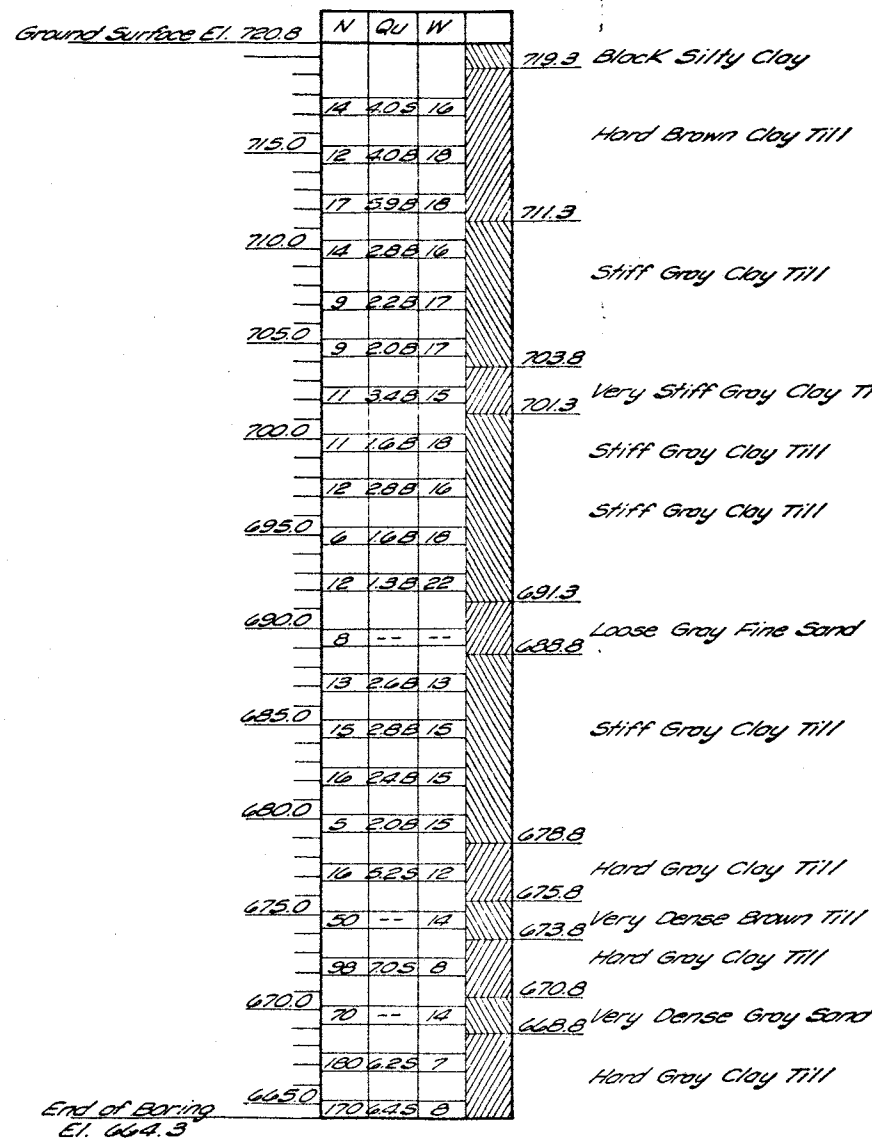 Ground Surface El. 720.8 N Qu W
719.3 Black Silty Clay
14 4.0S 16
Hard Brown Clay Till
715.0 12 4.0B 18
17 5.9B 18
711.3
710.0 14 2.8B 16
Stiff Gray Clay Till
9 2.2B 17
705.0 9 2.0B 17
703.8
11 3.4B 15 Very Stiff Gray Clay Ti
701.3
700.0 11 1.6B 18
Stiff Gray Clay Till
12 2.8B 16
Stiff Gray Clay Till
695.0 6 1.6B 18
12 1.3B 22
691.3
690.0 8 -- -- Loose Gray Fine Sand
688.8
13 2.6B 13
685.0 15 2.8B 15 Stiff Gray Clay Till
16 2.4B 15
680.0 5 2.0B 15
678.8
16 5.2S 12 Hard Gray Clay Till
675.8
675.0 50 -- 14 Very Dense Brown Till
673.8
Hard Gray Clay Till
98 7.0S 8
670.8
670.0 70 -- 14 Very Dense Gray Sand
668.8
180 6.2S 7
Hard Gray Clay Till
665.0 170 6.4S 8
End of Boring
El. 664.3